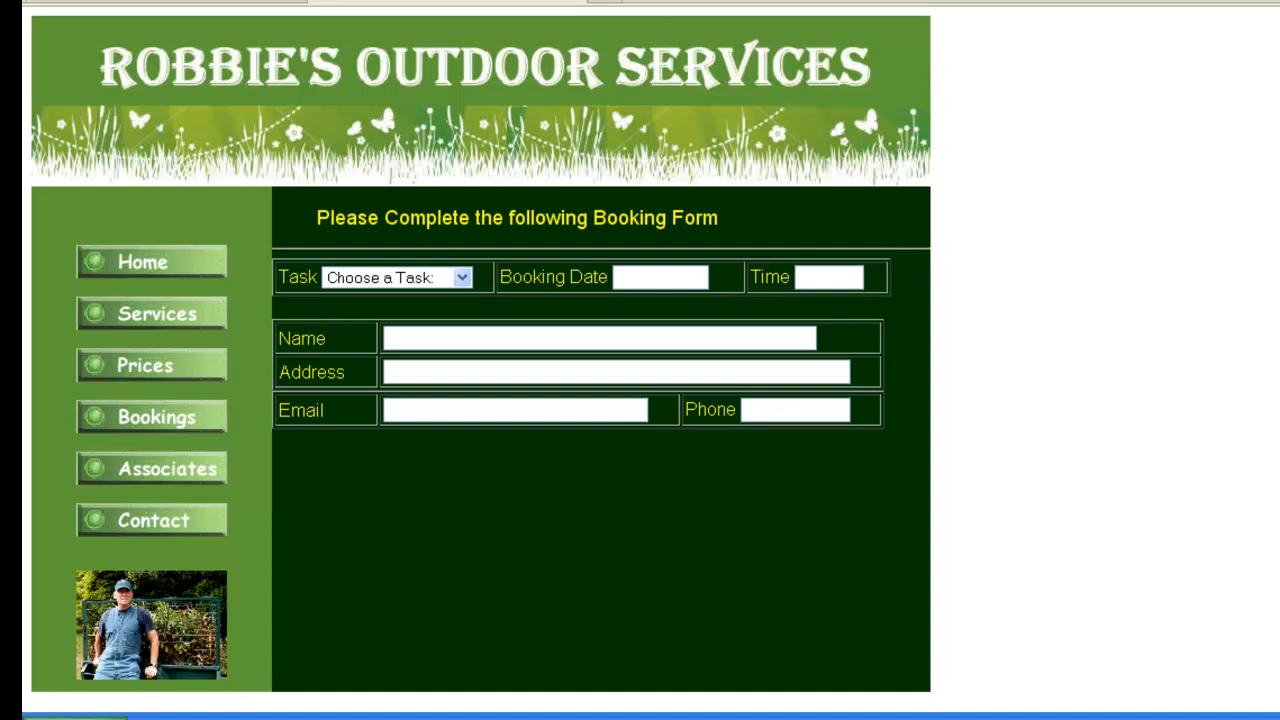 ROBBIE'S OUTDOOR SERVICES
Please Complete the following Booking Form
Task Choose a Task: Booking Date Time
Name
Address
Email Phone
Home
Services
Prices
Bookings
Associates
Contact